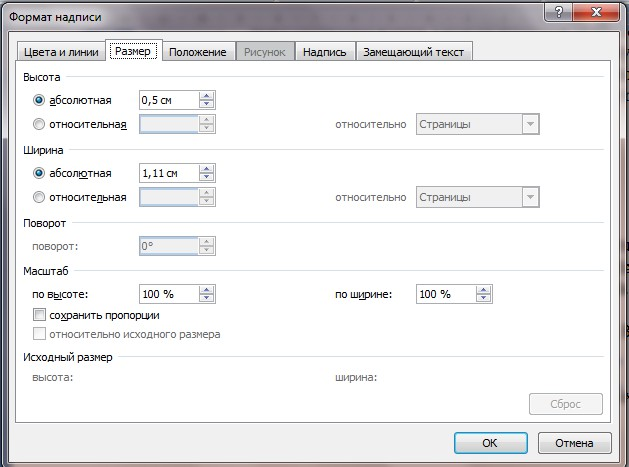 Формат надписи
Цвета и линии Размер Положение Рисунок Надпись Замещающий текст
Высота
абсолютная 0,5 см
относительная относительно Страницы
Ширина
абсолютная 1,11 см
относительная относительно Страницы
Поворот
поворот: 0°
Масштаб
по высоте: 100 % по ширине: 100 %
сохранить пропорции
относительно исходного размера
Исходный размер
высота: ширина:
Сброс
ОК Отмена